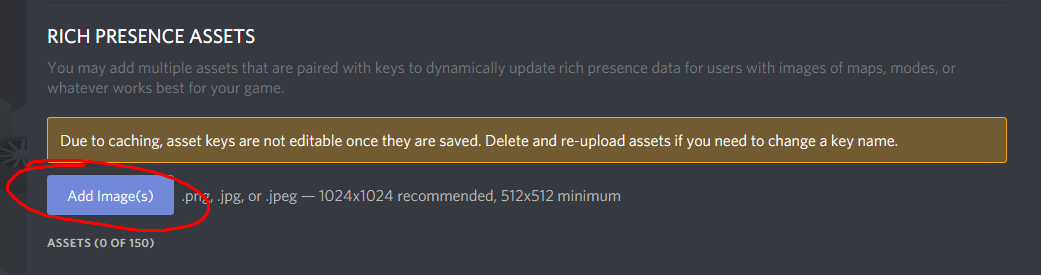 RICH PRESENCE ASSETS
You may add multiple assets that are paired with keys to dynamically update rich presence data for users with images of maps, modes, or
whatever works best for your game.
Due to caching, asset keys are not editable once they are saved. Delete and re-upload assets if you need to change a key name.
Add Image(s) .png, .jpg, or .jpeg — 1024x1024 recommended, 512x512 minimum
ASSETS (0 OF 150)